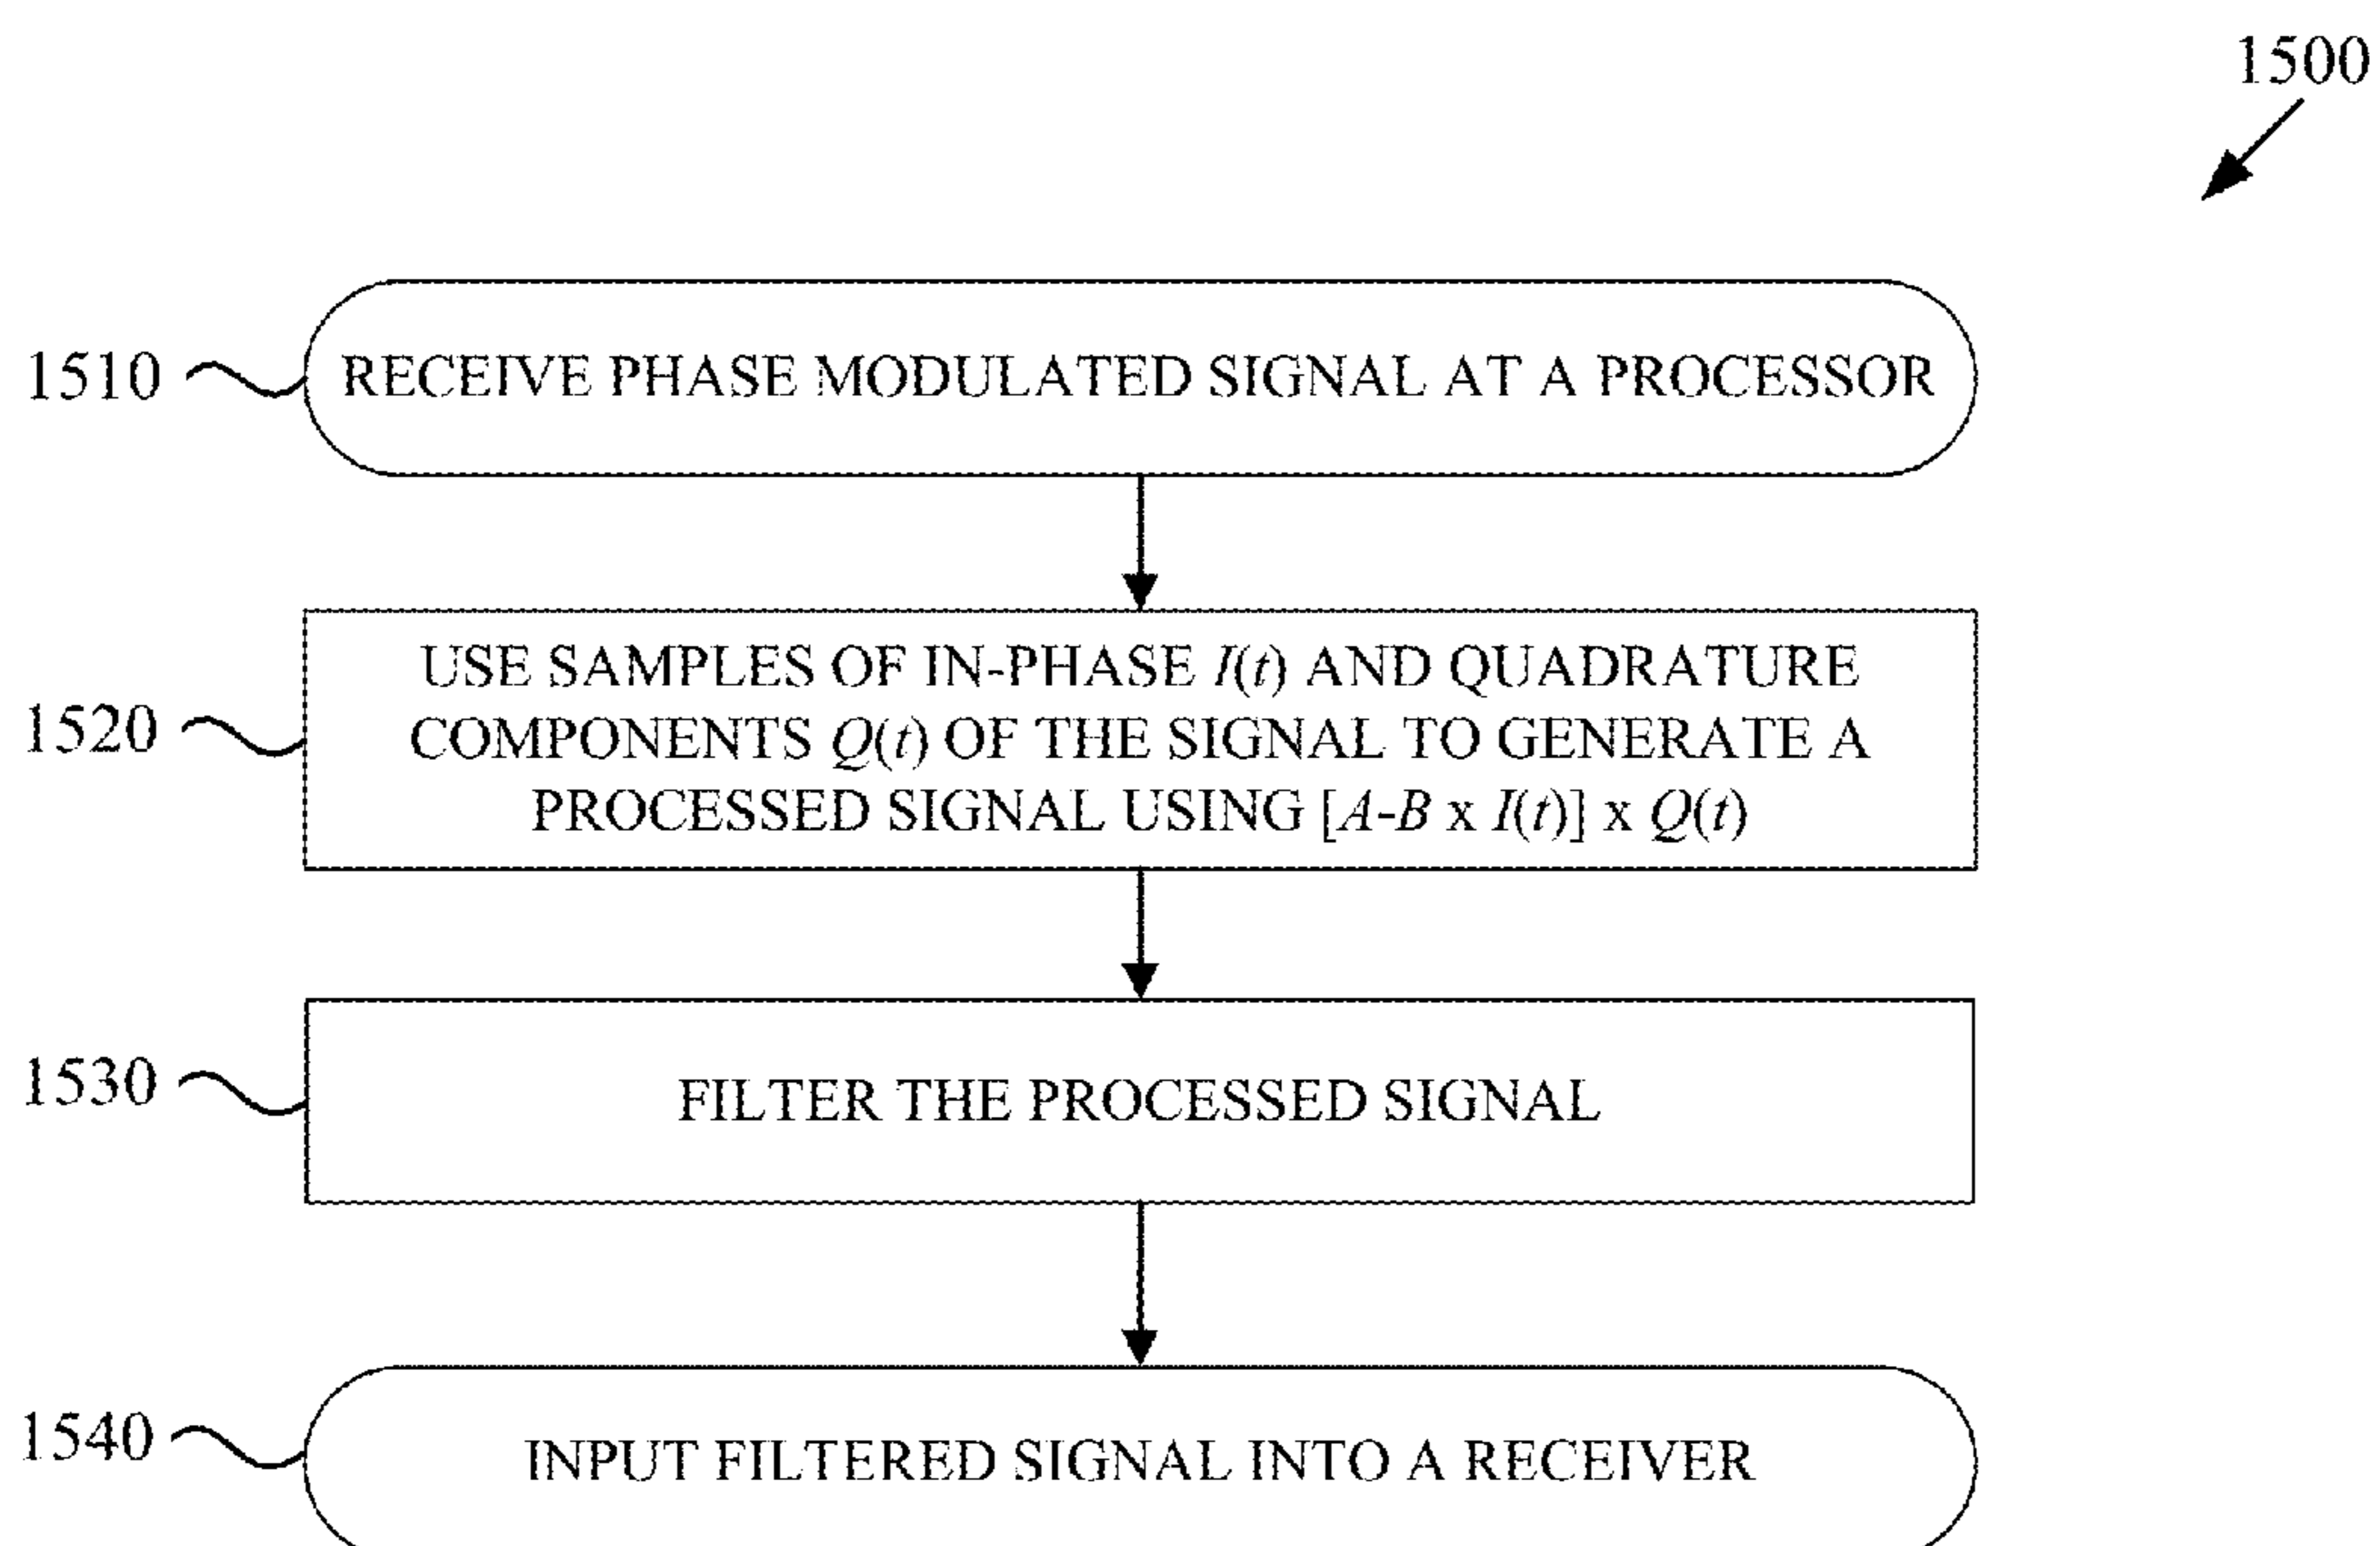 1500
1510
RECEIVE PHASE MODULATED SIGNAL AT A PROCESSOR
1520
USE SAMPLES OF IN-PHASE I(t) AND QUADRATURE
COMPONENTS Q(t) OF THE SIGNAL TO GENERATE A
PROCESSED SIGNAL USING [A-B x I(t)] x Q(t)
1530
FILTER THE PROCESSED SIGNAL
1540
INPUT FILTERED SIGNAL INTO A RECEIVER